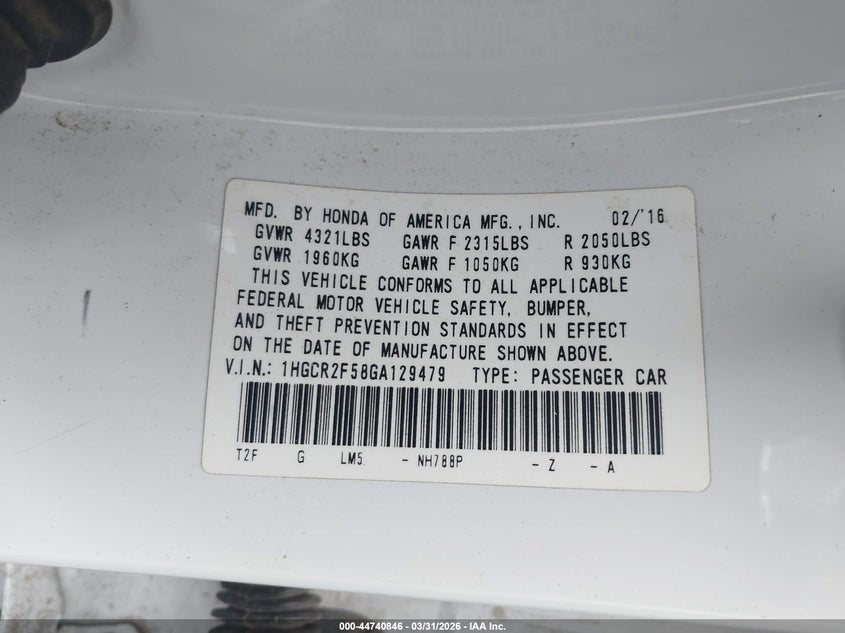 MFD. BY HONDA OF AMERICA MFG., INC. 02/'16
GVWR 4321LBS GAWR F 2315LBS R 2050LBS
GVWR 1960KG GAWR F 1050KG R 930KG
THIS VEHICLE CONFORMS TO ALL APPLICABLE
FEDERAL MOTOR VEHICLE SAFETY, BUMPER,
AND THEFT PREVENTION STANDARDS IN EFFECT
ON THE DATE OF MANUFACTURE SHOWN ABOVE.
V.I.N.: 1HGCR2F58GA129479 TYPE: PASSENGER CAR
T2F G LM5 - NH788P - Z - A
000-44740846 - 03/31/2026 - IAA Inc.